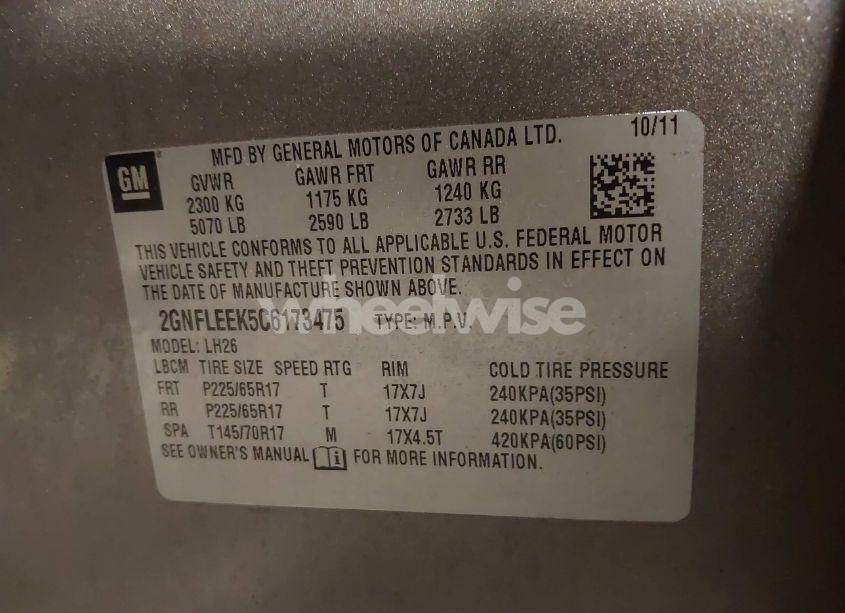 MFD BY GENERAL MOTORS OF CANADA LTD. 10/11
GM
GVWR GAWR FRT GAWR RR
2300 KG 1175 KG 1240 KG
5070 LB 2590 LB 2733 LB
THIS VEHICLE CONFORMS TO ALL APPLICABLE U.S. FEDERAL MOTOR
VEHICLE SAFETY AND THEFT PREVENTION STANDARDS IN EFFECT ON
THE DATE OF MANUFACTURE SHOWN ABOVE.
wheelwise
2GNFLEEK5C6173475 TYPE: M.P.V.
MODEL: LH26
LBCM TIRE SIZE SPEED RTG RIM COLD TIRE PRESSURE
FRT P225/65R17 T 17X7J 240KPA(35PSI)
RR P225/65R17 T 17X7J 240KPA(35PSI)
SPA T145/70R17 M 17X4.5T 420KPA(60PSI)
SEE OWNER'S MANUAL i FOR MORE INFORMATION.